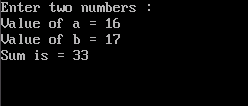 Enter two numbers :
Value of a = 16
Value of b = 17
Sum is = 33